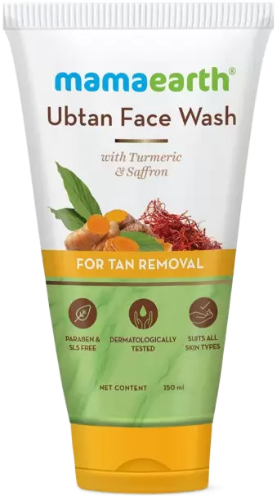 mamaearth®
Ubtan Face Wash
with Turmeric
& Saffron
FOR TAN REMOVAL
PARABEN &
SLS FREE
DERMATOLOGICALLY
TESTED
SUITS ALL
SKIN TYPES
NET CONTENT 150 ml